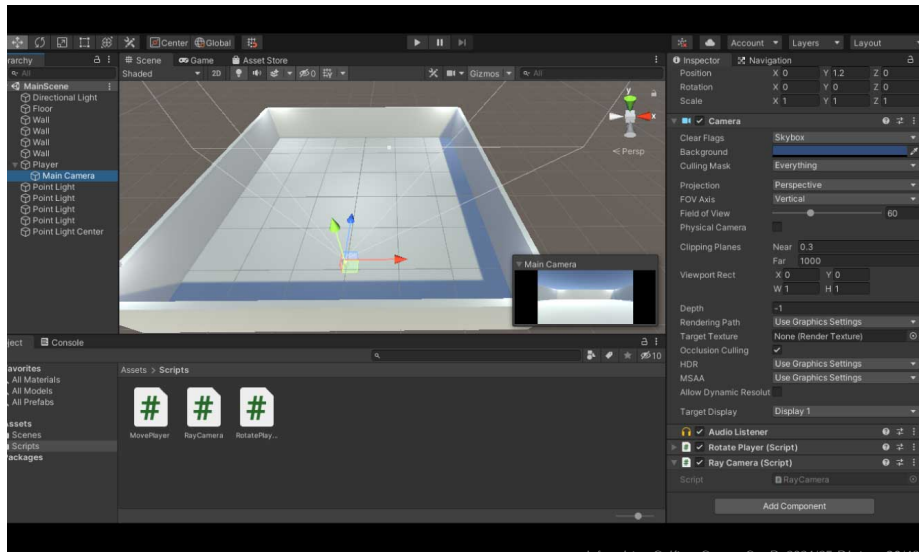 Center Global
Account Layers Layout
rarchy
Scene Game Asset Store
Inspector Navigation
All
Shaded 2D 0 Gizmos All
Position X 0 Y 1.2 Z 0
Rotation X 0 Y 0 Z 0
Scale X 1 Y 1 Z 1
MainScene
Directional Light
Floor
Wall
Wall
Wall
Wall
Player
Main Camera
Point Light
Point Light
Point Light
Point Light
Point Light Center
y
x
Persp
Main Camera
Camera
Clear Flags Skybox
Background
Culling Mask Everything
Projection Perspective
FOV Axis Vertical
Field of View 60
Physical Camera
Clipping Planes Near 0.3
Far 1000
Viewport Rect X 0 Y 0
W 1 H 1
Depth -1
Rendering Path Use Graphics Settings
Target Texture None (Render Texture)
Occlusion Culling
HDR Use Graphics Settings
MSAA Use Graphics Settings
Allow Dynamic Resolut
Target Display Display 1
Audio Listener
Rotate Player (Script)
Ray Camera (Script)
Script RayCamera
Add Component
ject Console
10
avorites
All Materials
All Models
All Prefabs
Assets
Scenes
Scripts
Packages
Assets > Scripts
MovePlayer RayCamera RotatePlay...